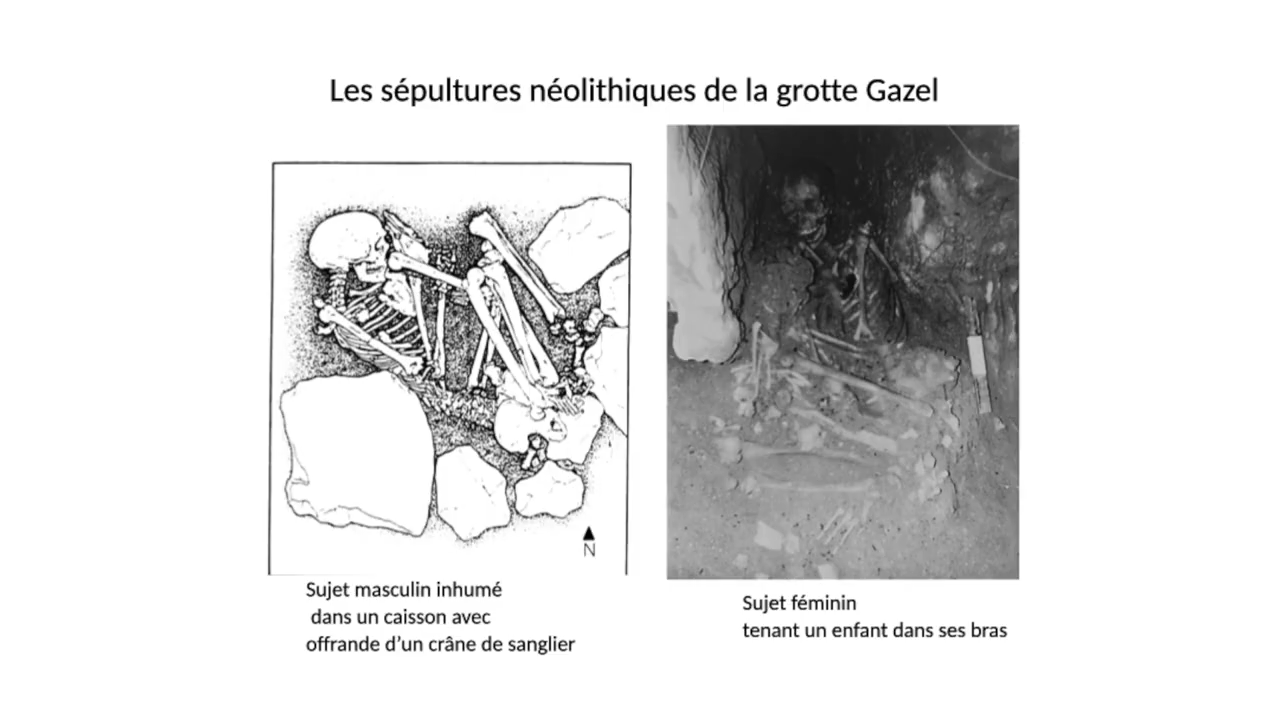 Les sépultures néolithiques de la grotte Gazel
N
Sujet masculin inhumé
dans un caisson avec
offrande d’un crâne de sanglier
Sujet féminin
tenant un enfant dans ses bras